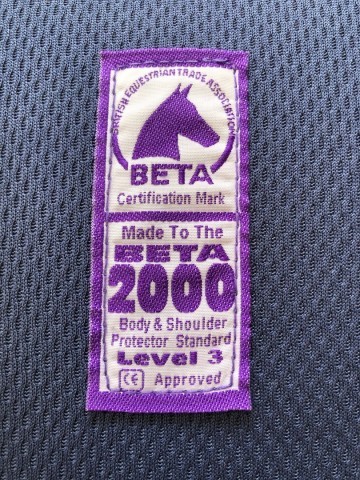 BRITISH EQUESTRIAN TRADE ASSOCIATION
BETA
Certification Mark
Made To The
BETA
2000
Body & Shoulder
Protector Standard
Level 3
CE Approved